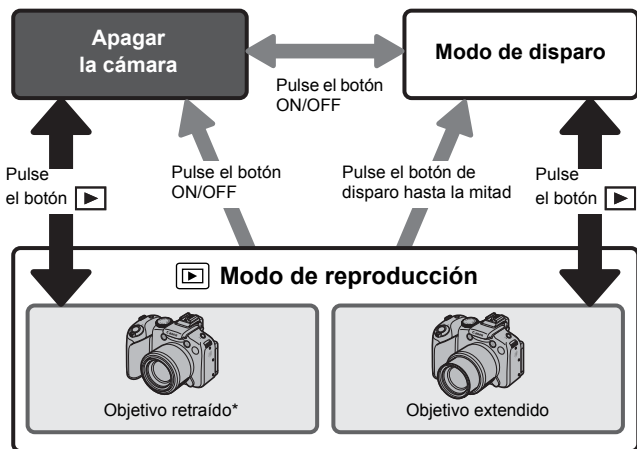 Apagar
la cámara
Modo de disparo
Pulse el botón
ON/OFF
Pulse
el botón
Pulse el botón
ON/OFF
Pulse el botón de
disparo hasta la mitad
Pulse
el botón
Modo de reproducción
Objetivo retraído*
Objetivo extendido